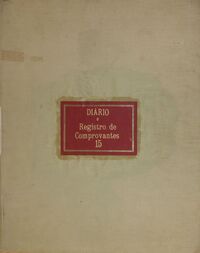 DIÁRIO
e
Registro de
Comprovantes
15